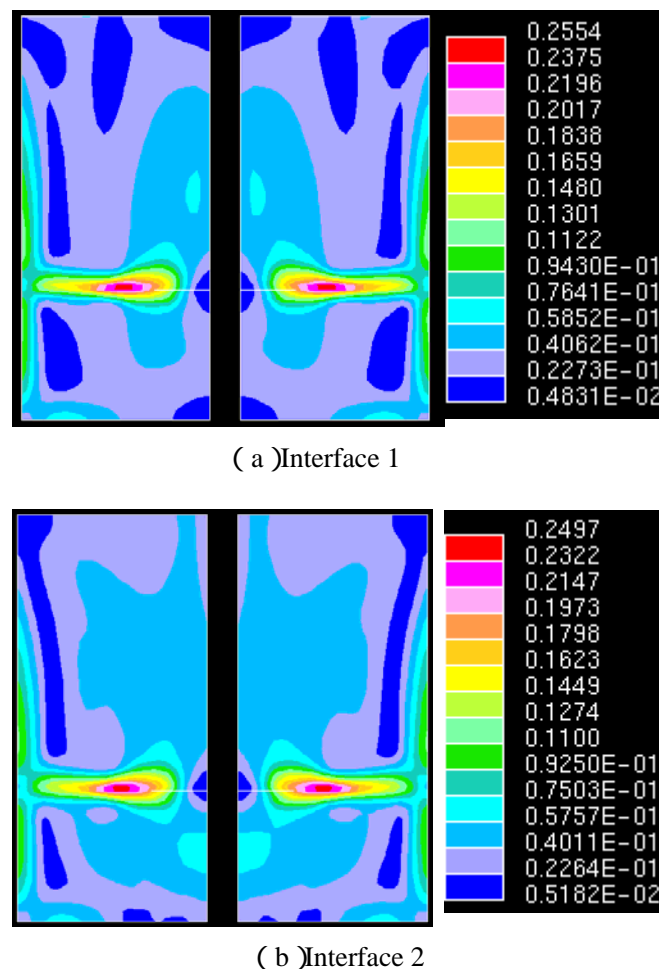 0.2554
0.2375
0.2196
0.2017
0.1838
0.1659
0.1480
0.1301
0.1122
0.9430E-01
0.7641E-01
0.5852E-01
0.4062E-01
0.2273E-01
0.4831E-02
( a )Interface 1
0.2497
0.2322
0.2147
0.1973
0.1798
0.1623
0.1449
0.1274
0.1100
0.9250E-01
0.7503E-01
0.5757E-01
0.4011E-01
0.2264E-01
0.5182E-02
( b )Interface 2